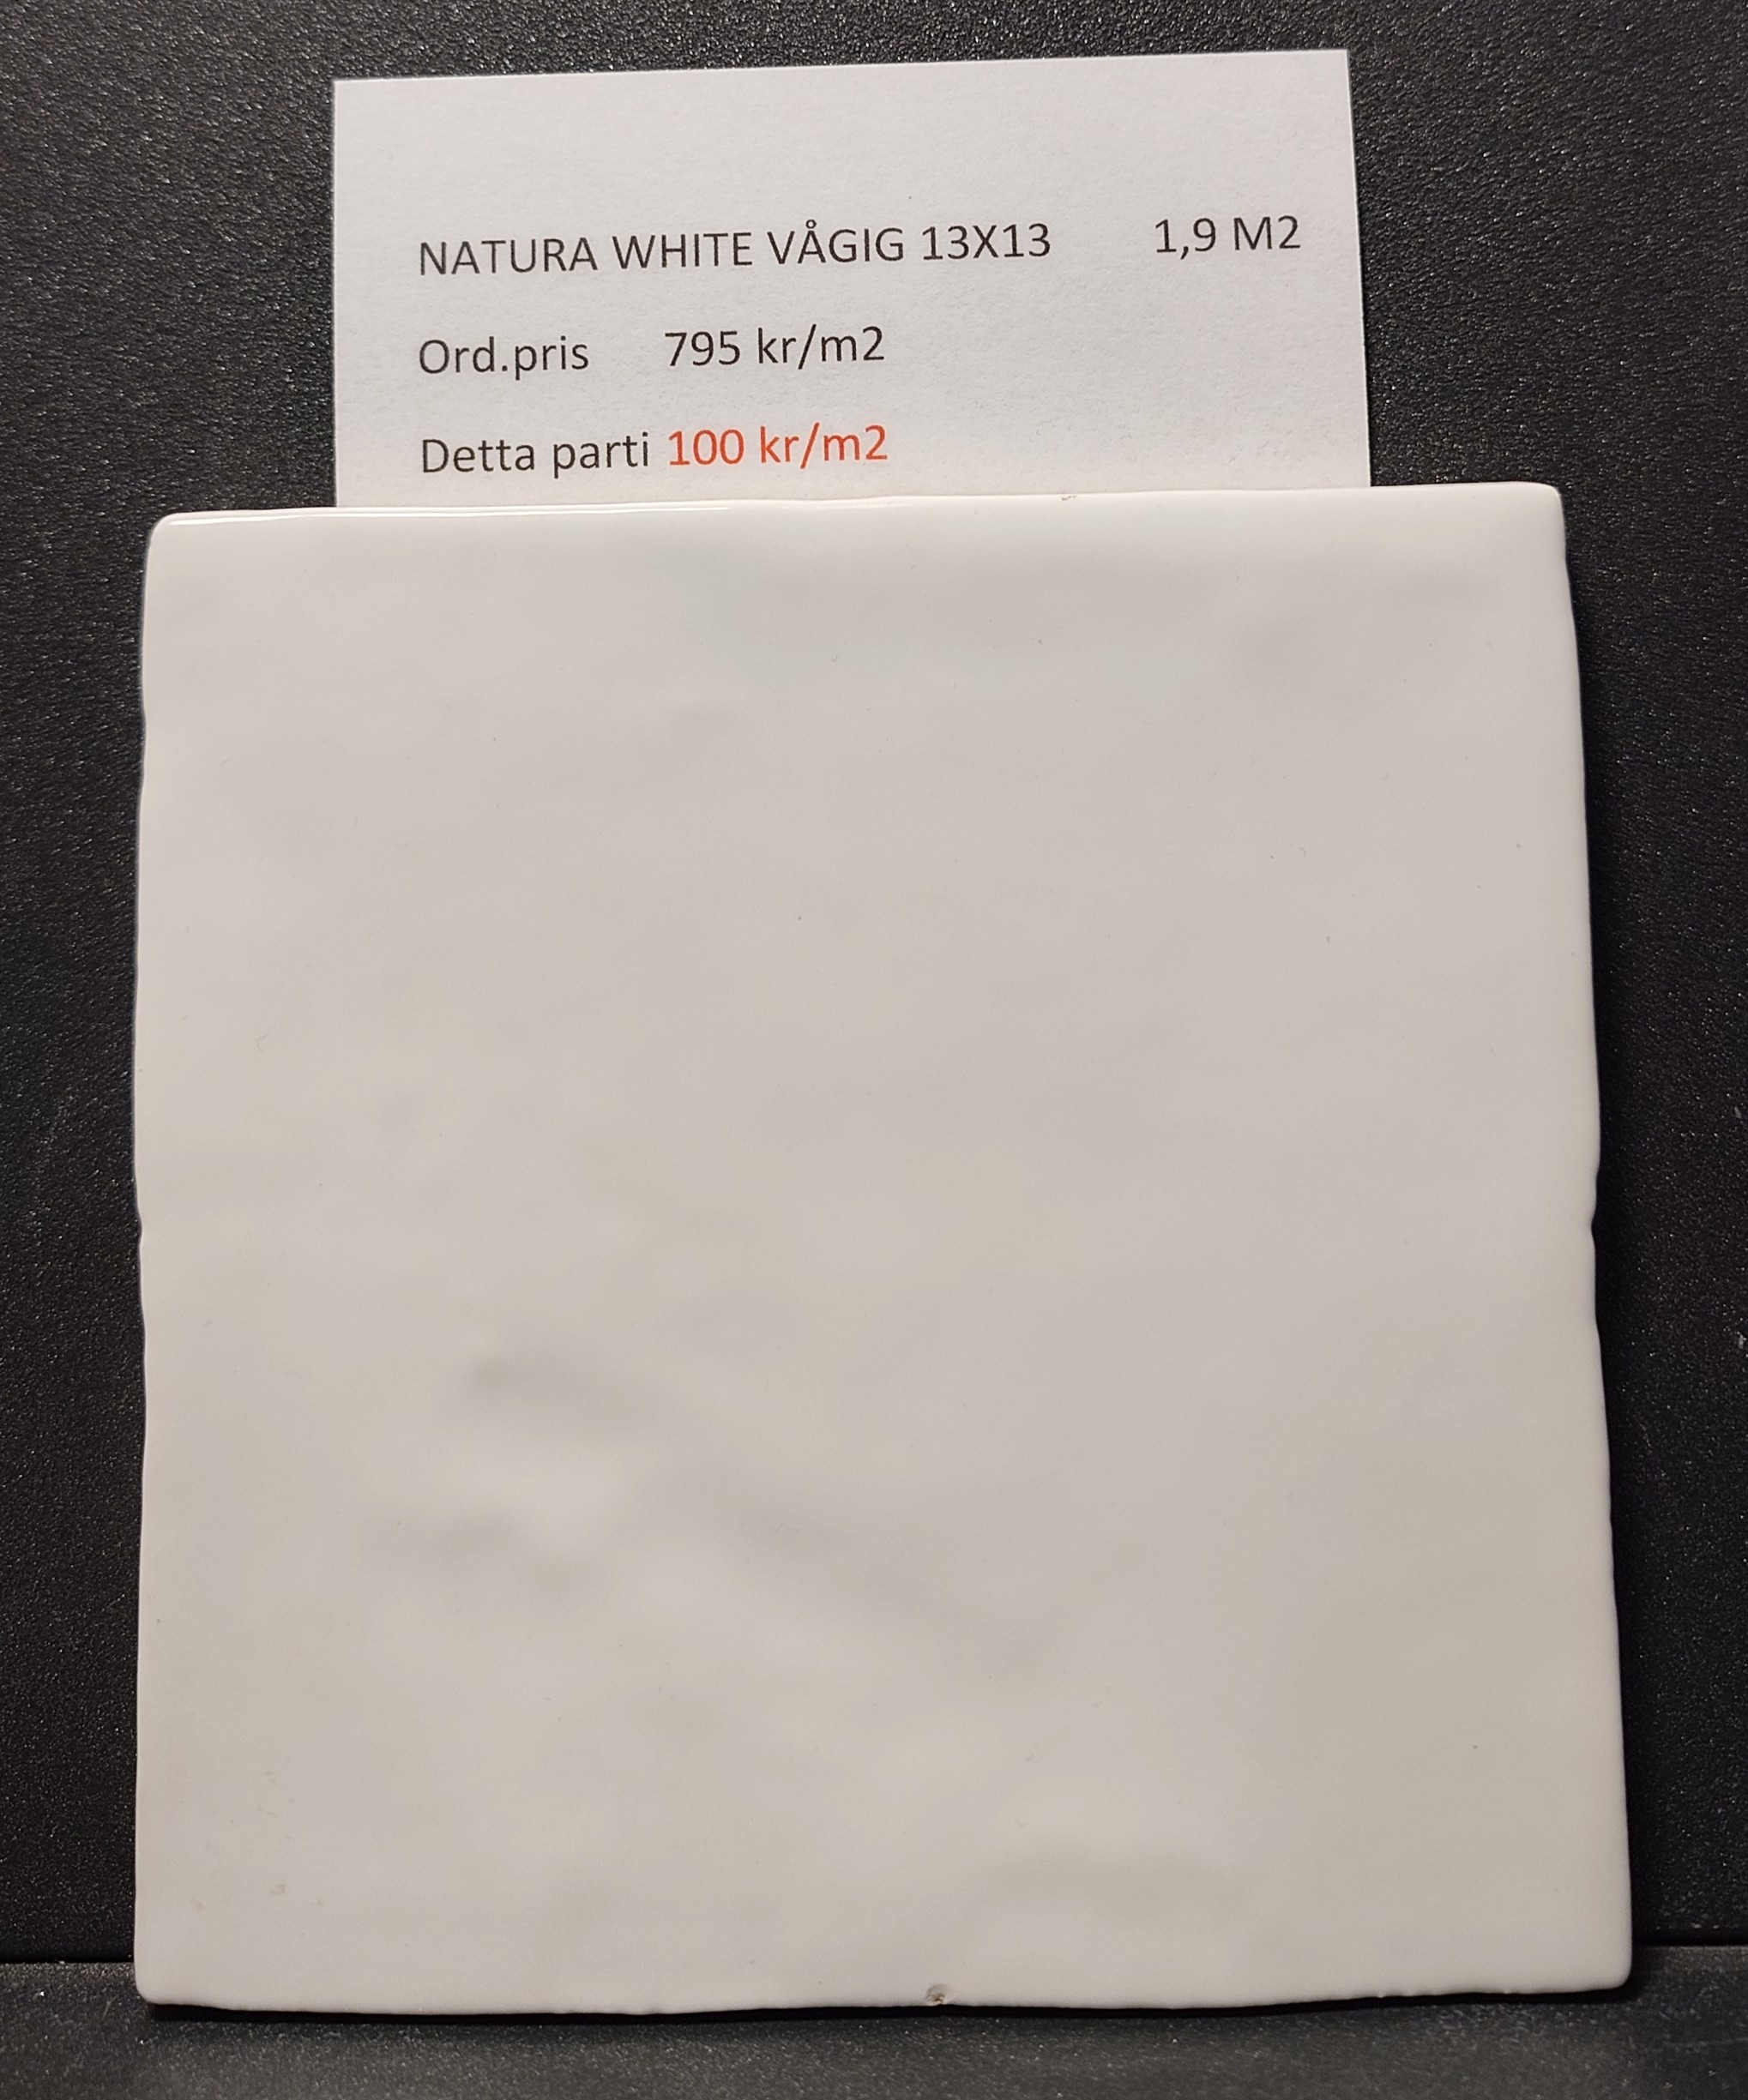 NATURA WHITE VÅGIG 13X13 1,9 M2
Ord.pris 795 kr/m2
Detta parti 100 kr/m2